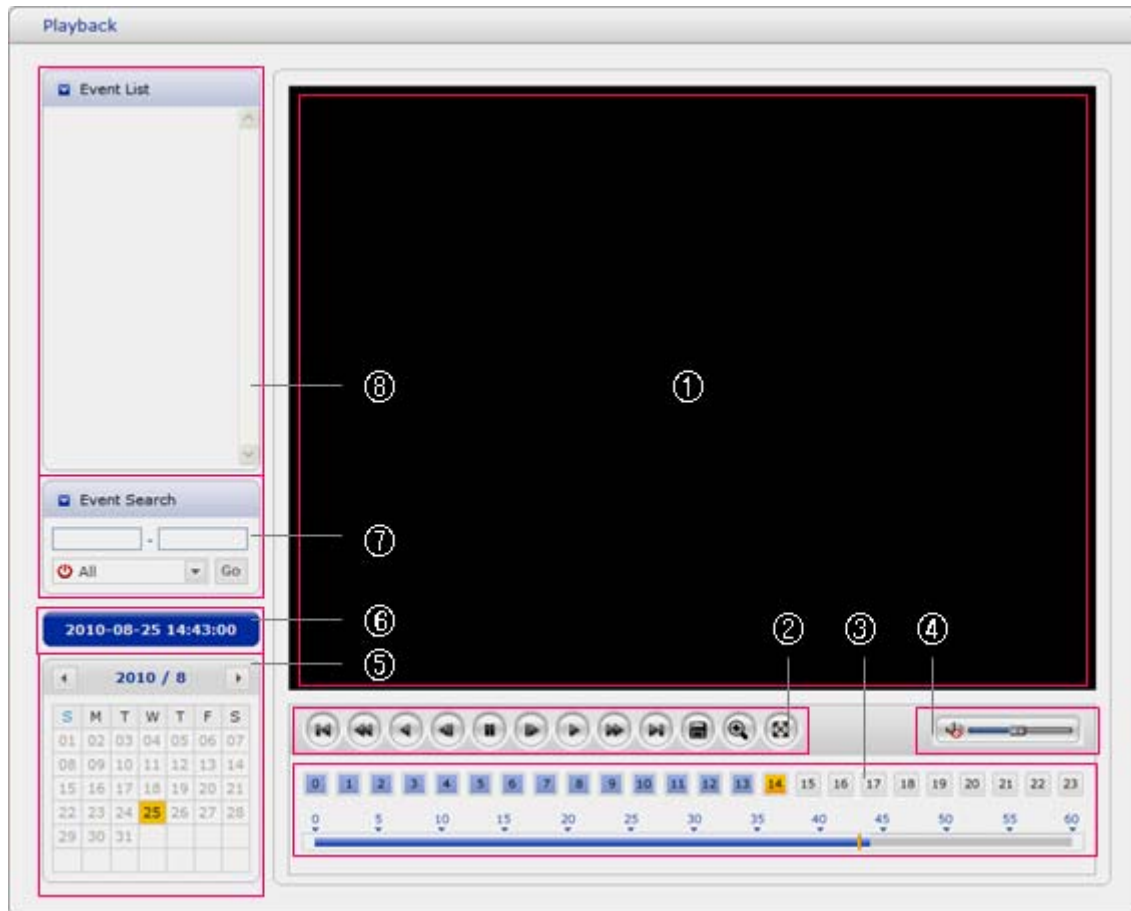 Playback
Event List
⑧
①
Event Search
-
⑦
All
Go
2010-08-25 14:43:00
⑥
②
③
④
⑤
2010 / 8
S M T W T F S
01 02 03 04 05 06 07
08 09 10 11 12 13 14
15 16 17 18 19 20 21
22 23 24 25 26 27 28
29 30 31
0 1 2 3 4 5 6 7 8 9 10 11 12 13 14 15 16 17 18 19 20 21 22 23
0 5 10 15 20 25 30 35 40 45 50 55 60